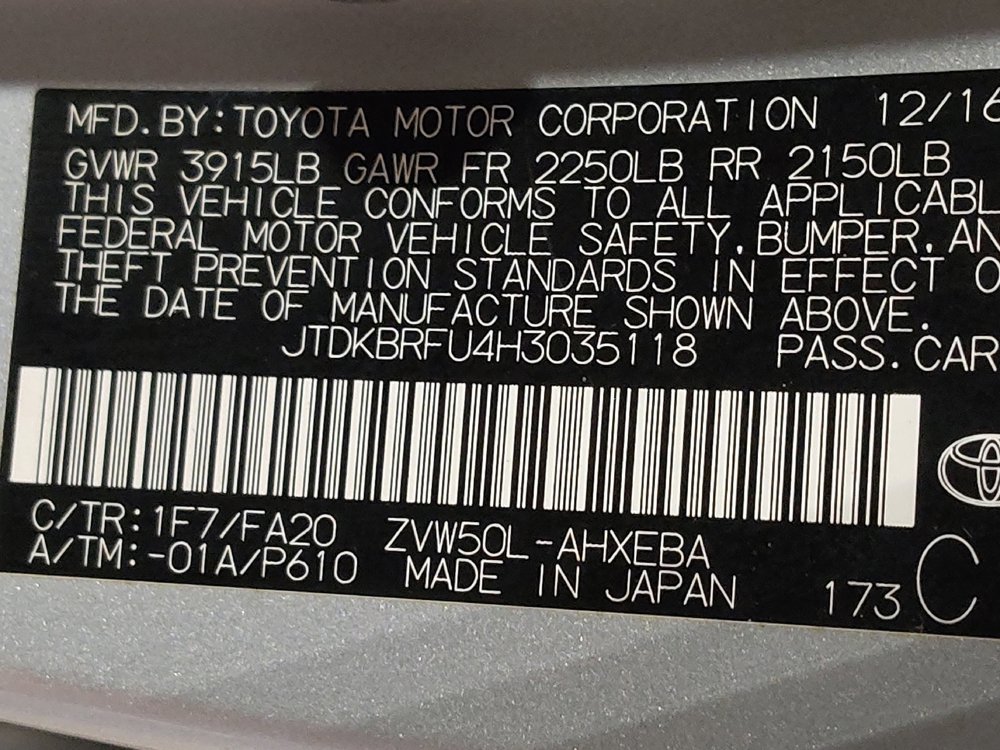 MFD.BY:TOYOTA MOTOR CORPORATION 12/16
GVWR 3915LB GAWR FR 2250LB RR 2150LB
THIS VEHICLE CONFORMS TO ALL APPLICABL
FEDERAL MOTOR VEHICLE SAFETY,BUMPER,AN
THEFT PREVENTION STANDARDS IN EFFECT O
THE DATE OF MANUFACTURE SHOWN ABOVE.
JTDKBRFU4H3035118 PASS.CAR
C/TR:1F7/FA20 ZVW50L-AHXEBA
A/TM:-01A/P610 MADE IN JAPAN 173 C